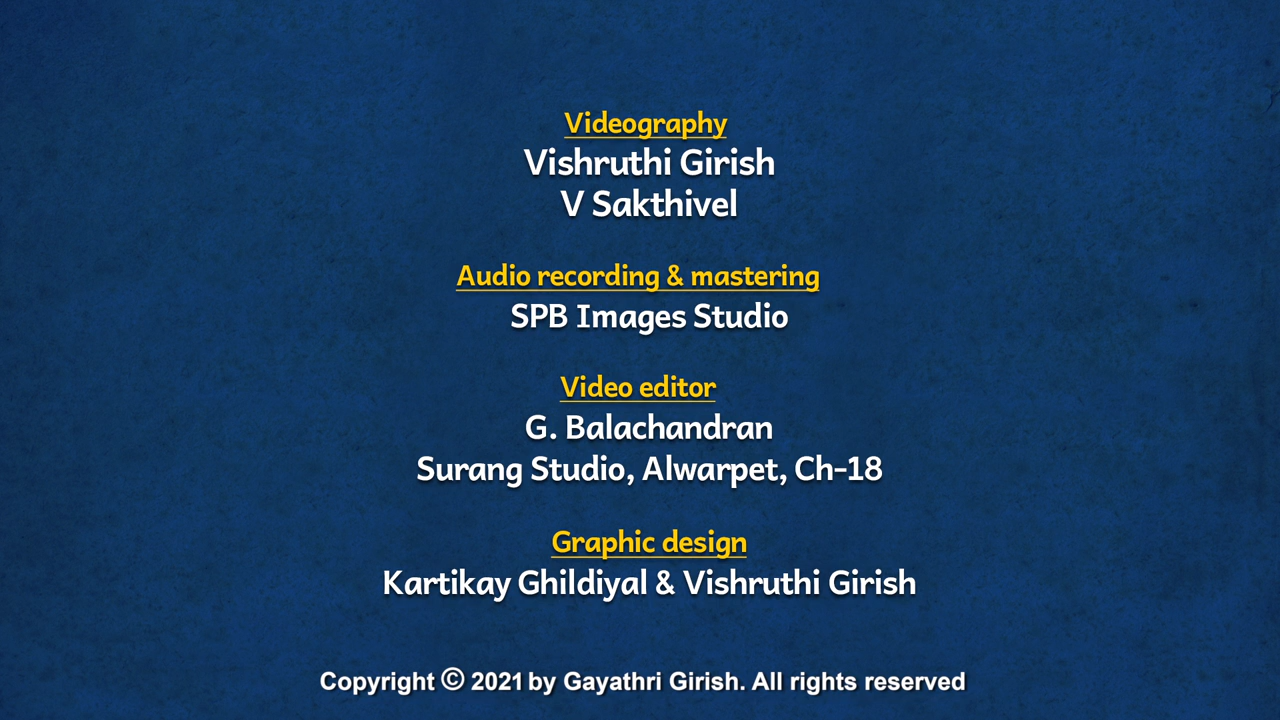 Videography
Vishruthi Girish
V Sakthivel
Audio recording & mastering
SPB Images Studio
Video editor
G. Balachandran
Surang Studio, Alwarpet, Ch-18
Graphic design
Kartikay Ghildiyal & Vishruthi Girish
Copyright © 2021 by Gayathri Girish. All rights reserved